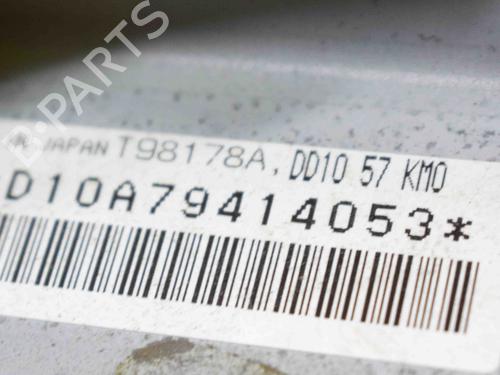 B-PARTS
JAPAN T98178A, DD10 57 KM0
D10A79414053*